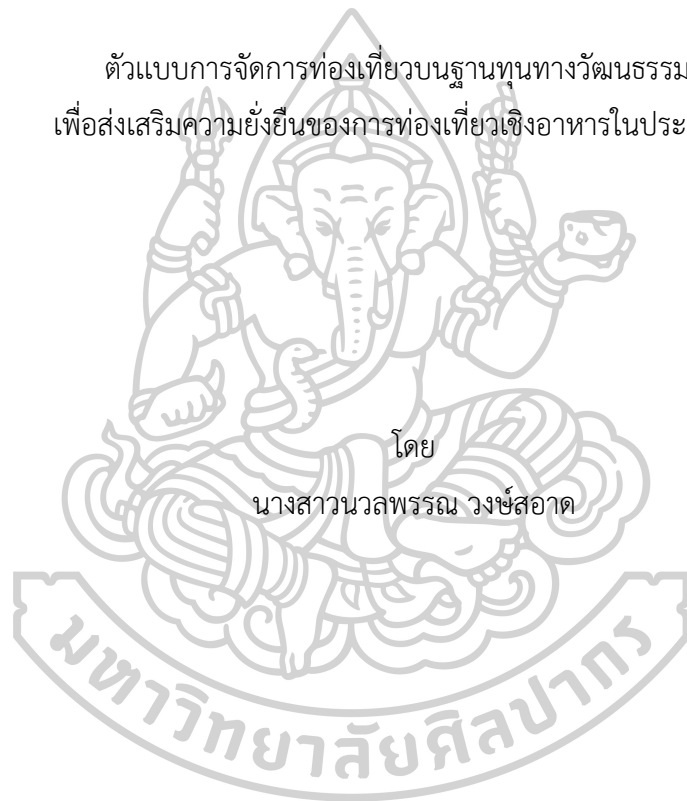 ตัวแบบการจัดการท่องเที่ยวบนฐานทุนทางวัฒนธรรม
เพื่อส่งเสริมความยั่งยืนของการท่องเที่ยวเชิงอาหารในประ
โดย
นางสาวนวลพรรณ วงษ์สอาด
มหาวิทยาลัยศิลปากร